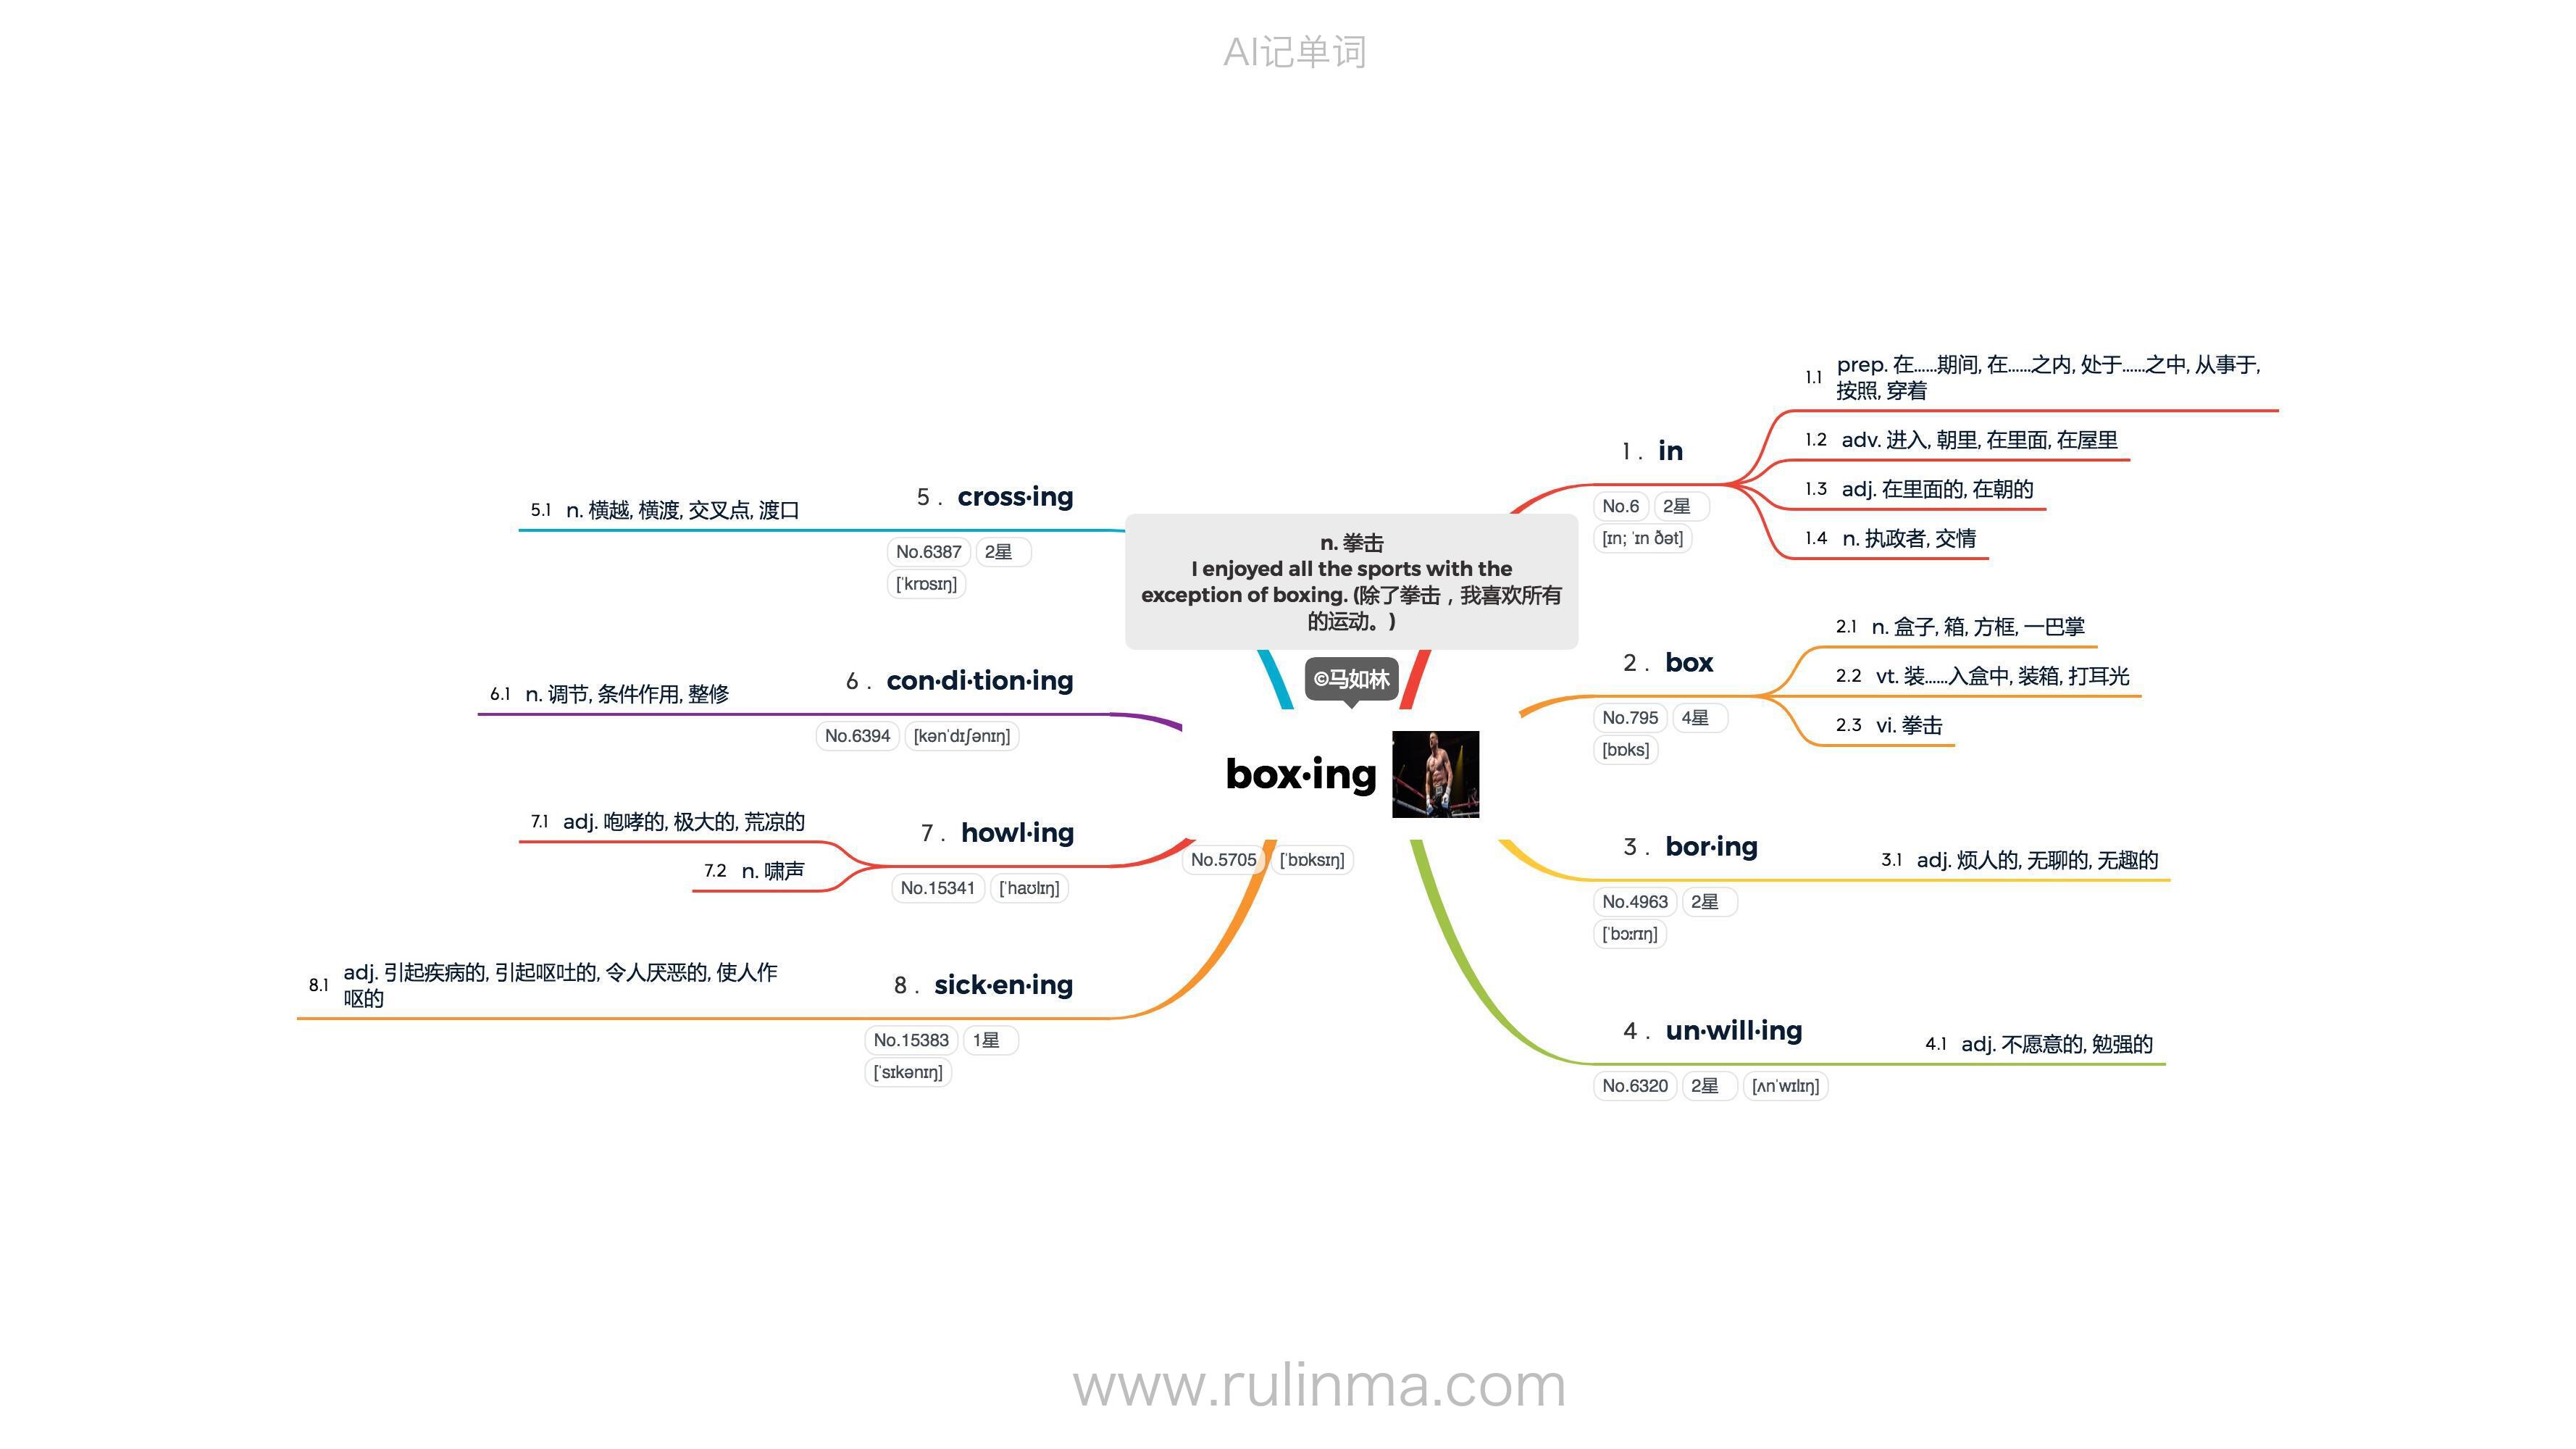 AI记单词
n. 拳击
I enjoyed all the sports with the
exception of boxing. (除了拳击，我喜欢所有
的运动。)
©马如林
box·ing
No.5705 [ˈbɒksɪŋ]
1 . in
No.6 2星
[ɪn; ˈɪn ðət]
1.1 prep. 在……期间, 在……之内, 处于……之中, 从事于,
按照, 穿着
1.2 adv. 进入, 朝里, 在里面, 在屋里
1.3 adj. 在里面的, 在朝的
1.4 n. 执政者, 交情
2 . box
No.795 4星
[bɒks]
2.1 n. 盒子, 箱, 方框, 一巴掌
2.2 vt. 装……入盒中, 装箱, 打耳光
2.3 vi. 拳击
3 . bor·ing
No.4963 2星
[ˈbɔːrɪŋ]
3.1 adj. 烦人的, 无聊的, 无趣的
4 . un·will·ing
No.6320 2星 [ʌnˈwɪlɪŋ]
4.1 adj. 不愿意的, 勉强的
5 . cross·ing
No.6387 2星
[ˈkrɒsɪŋ]
5.1 n. 横越, 横渡, 交叉点, 渡口
6 . con·di·tion·ing
No.6394 [kənˈdɪʃənɪŋ]
6.1 n. 调节, 条件作用, 整修
7 . howl·ing
No.15341 [ˈhaʊlɪŋ]
7.1 adj. 咆哮的, 极大的, 荒凉的
7.2 n. 啸声
8 . sick·en·ing
No.15383 1星
[ˈsɪkənɪŋ]
8.1 adj. 引起疾病的, 引起呕吐的, 令人厌恶的, 使人作
呕的
www.rulinma.com